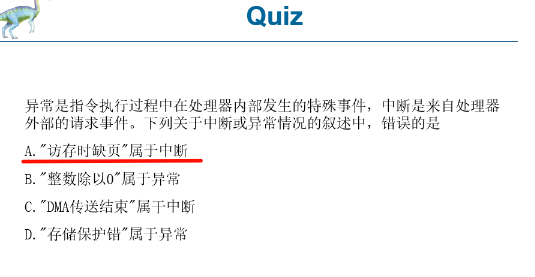 Quiz
异常是指令执行过程中在处理器内部发生的特殊事件，中断是来自处理器
外部的请求事件。下列关于中断或异常情况的叙述中，错误的是
A."访存时缺页"属于中断
B."整数除以0"属于异常
C."DMA传送结束"属于中断
D."存储保护错"属于异常